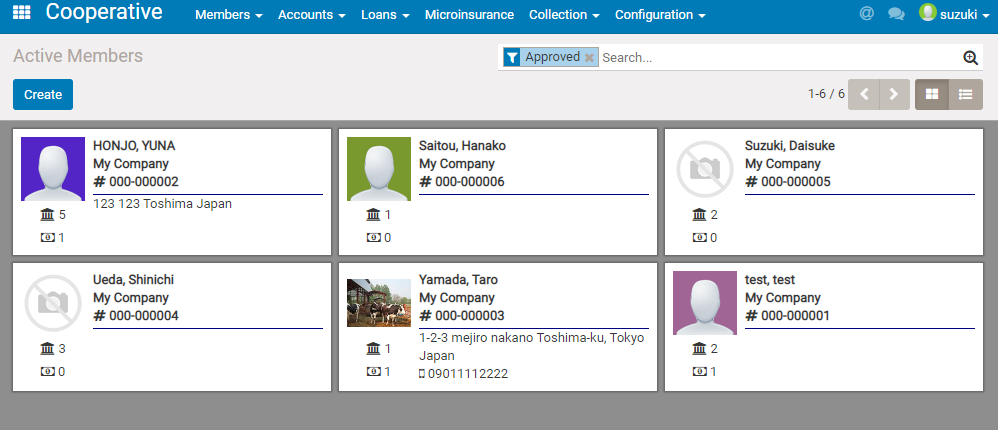 Cooperative Members Accounts Loans Microinsurance Collection Configuration @ suzuki
Active Members
Approved Search...
Create
1-6 / 6
HONJO, YUNA
My Company
# 000-000002
123 123 Toshima Japan
5
1
Saitou, Hanako
My Company
# 000-000006
1
0
Suzuki, Daisuke
My Company
# 000-000005
2
0
Ueda, Shinichi
My Company
# 000-000004
3
0
Yamada, Taro
My Company
# 000-000003
1-2-3 mejiro nakano Toshima-ku, Tokyo
Japan
09011112222
1
1
test, test
My Company
# 000-000001
2
1